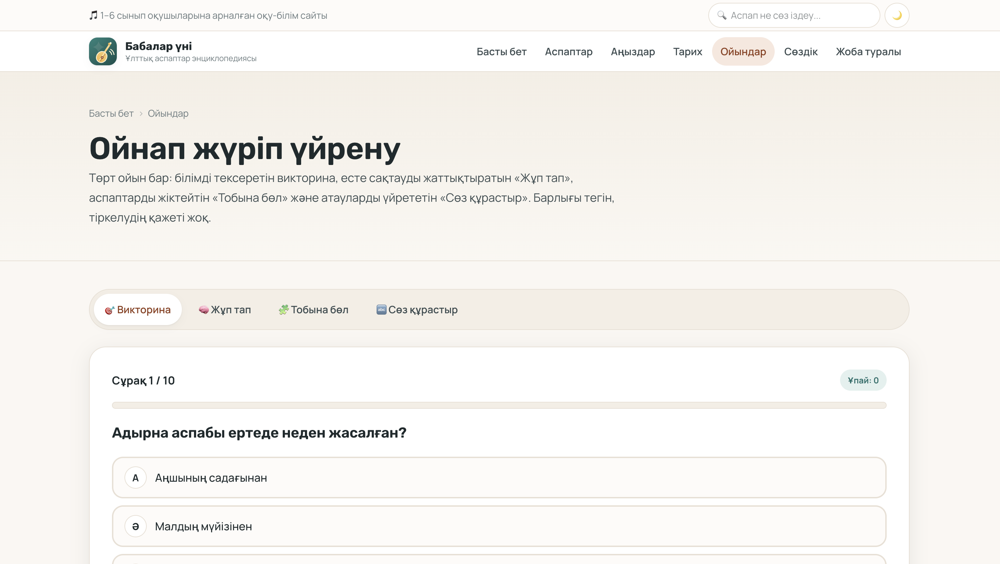 1–6 сынып оқушыларына арналған оқу-білім сайты
Аспап не сөз іздеу...
Бабалар үні
Ұлттық аспаптар энциклопедиясы
Басты бет
Аспаптар
Аңыздар
Тарих
Ойындар
Сөздік
Жоба туралы
Басты бет › Ойындар
Ойнап жүріп үйрену
Төрт ойын бар: білімді тексеретін викторина, есте сақтауды жаттықтыратын «Жұп тап»,
аспаптарды жіктейтін «Тобына бөл» және атауларды үйрететін «Сөз құрастыр». Барлығы тегін,
тіркелудің қажеті жоқ.
Викторина
Жұп тап
Тобына бөл
abc Сөз құрастыр
Сұрақ 1 / 10
Ұпай: 0
Адырна аспабы ертеде неден жасалған?
А Аңшының садағынан
Ә Малдың мүйізінен